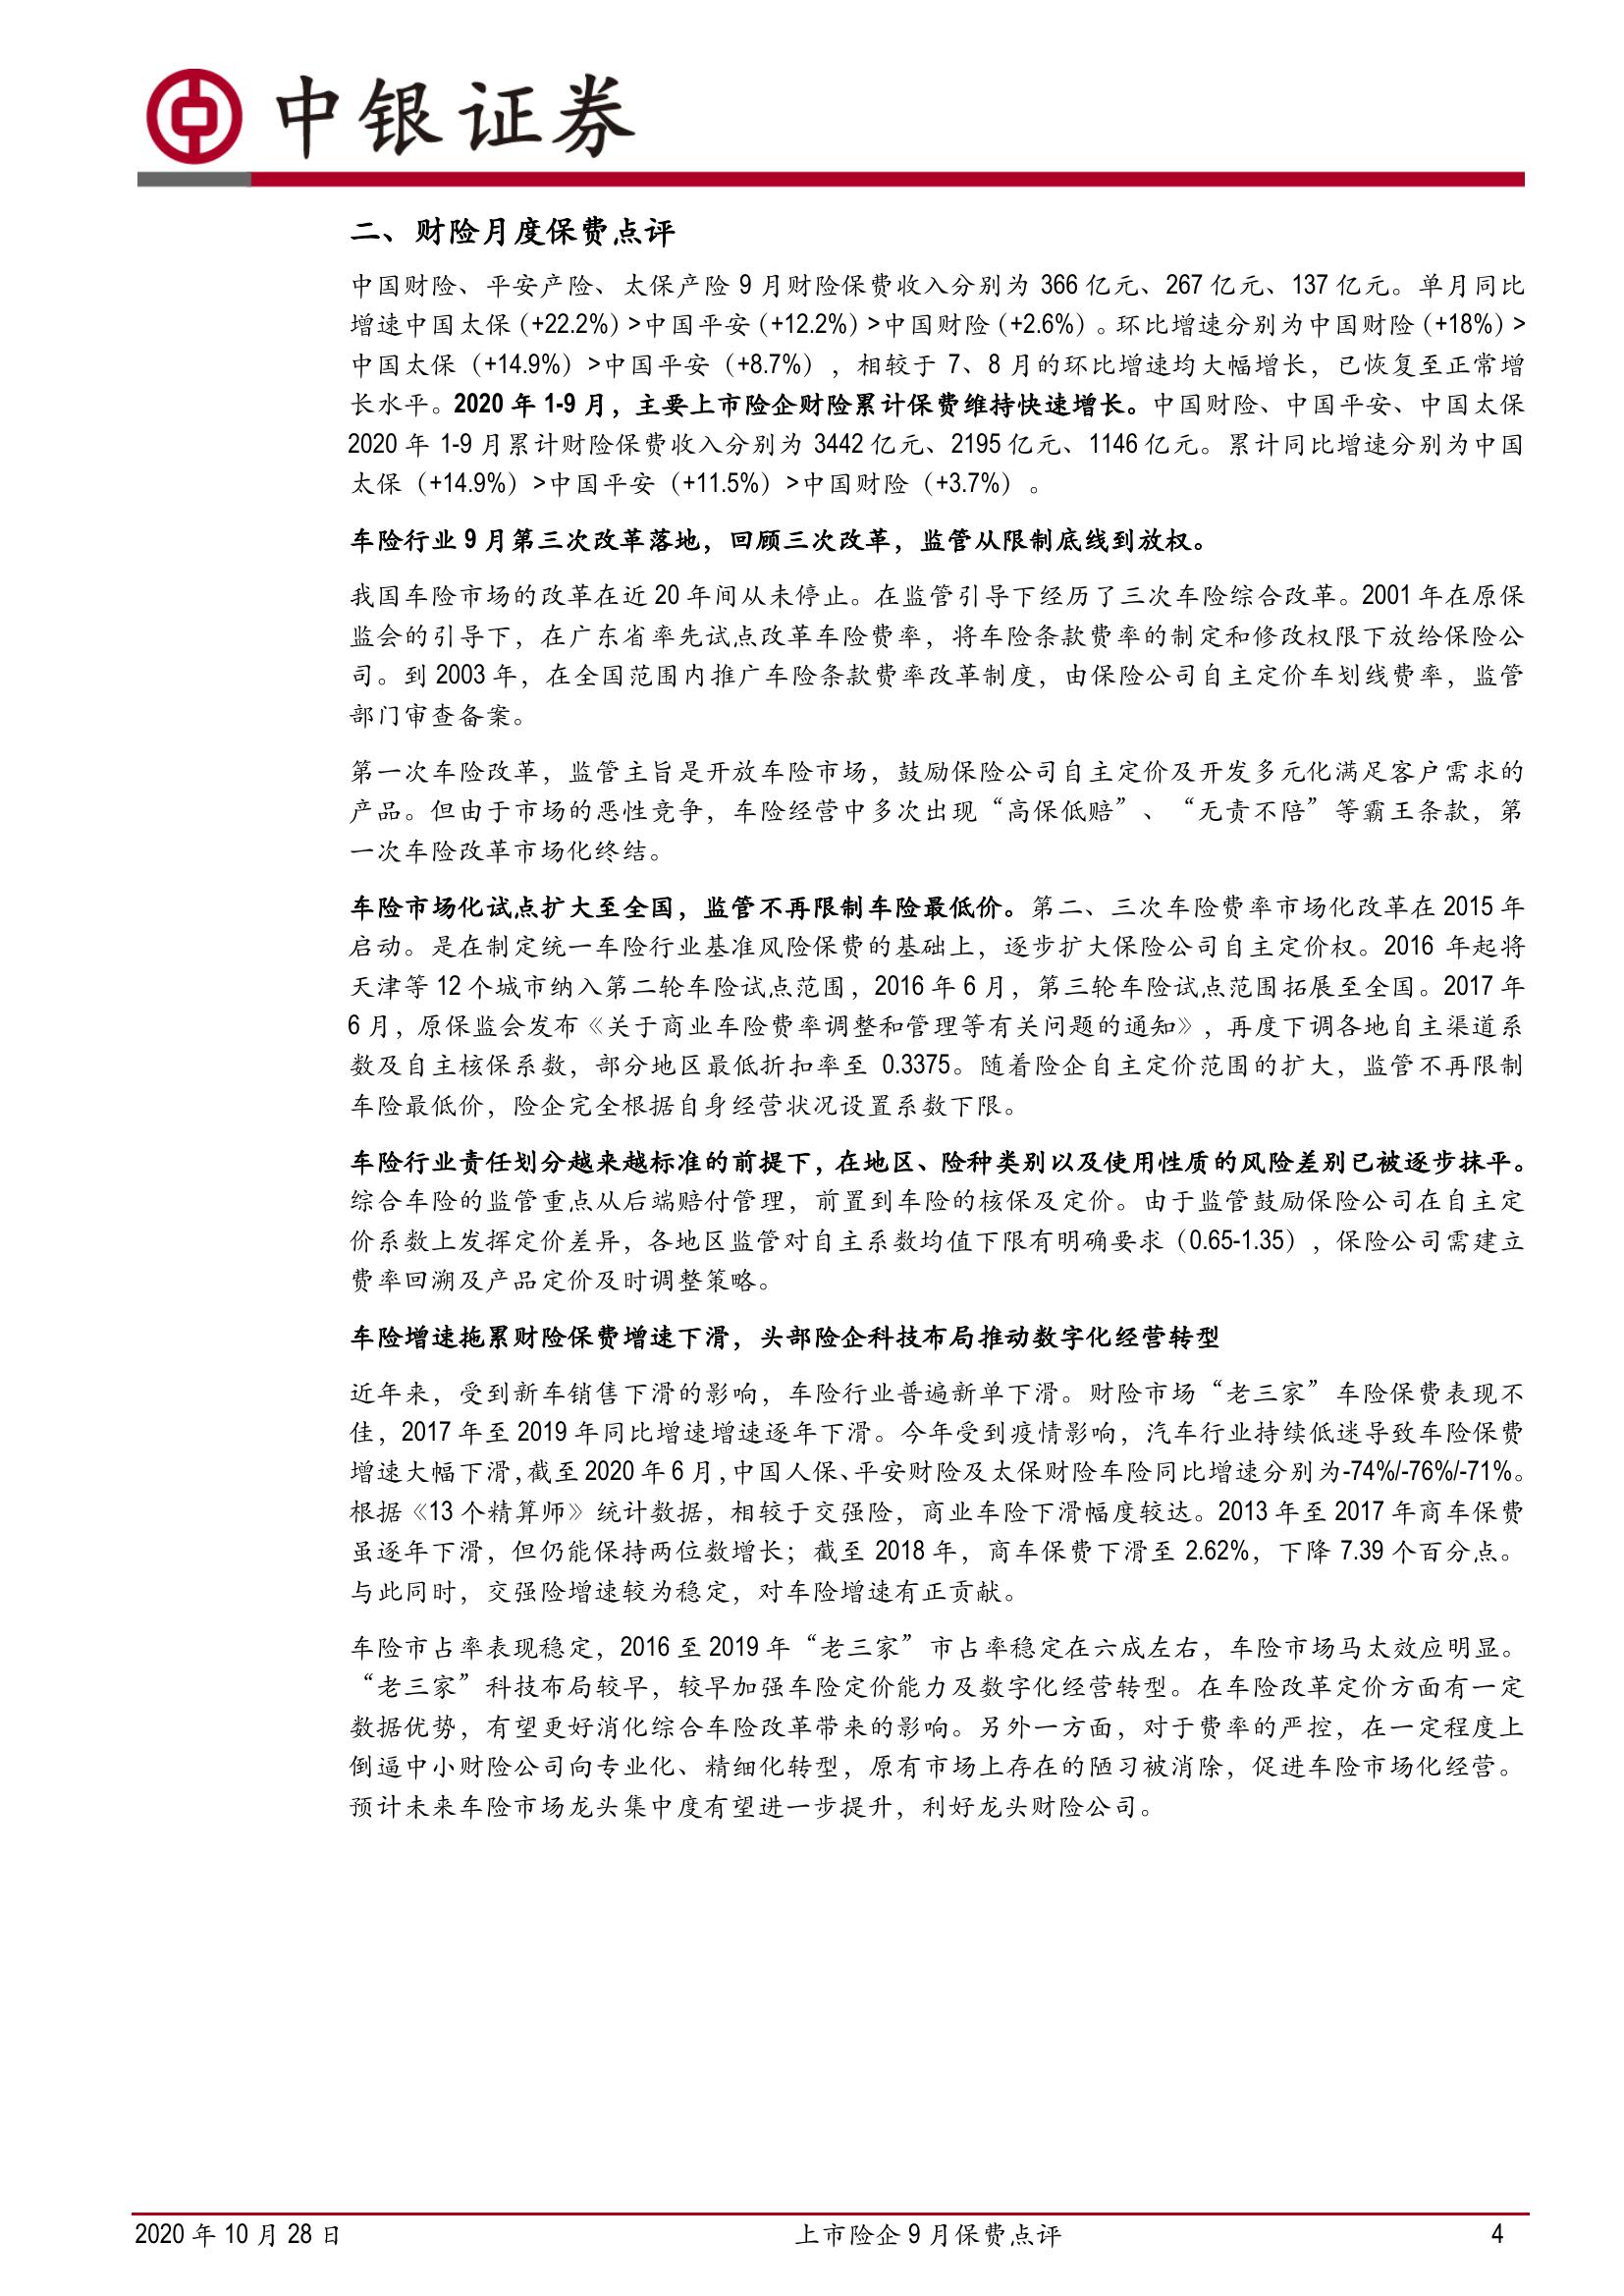 中银证券
二、财险月度保费点评
中国财险、平安产险、太保产险 9 月财险保费收入分别为 366 亿元、267 亿元、137 亿元。单月同比
增速中国太保（+22.2%）>中国平安（+12.2%）>中国财险（+2.6%）。环比增速分别为中国财险（+18%）>
中国太保（+14.9%）>中国平安（+8.7%），相较于 7、8 月的环比增速均大幅增长，已恢复至正常增
长水平。2020 年 1-9 月，主要上市险企财险累计保费维持快速增长。中国财险、中国平安、中国太保
2020 年 1-9 月累计财险保费收入分别为 3442 亿元、2195 亿元、1146 亿元。累计同比增速分别为中国
太保（+14.9%）>中国平安（+11.5%）>中国财险（+3.7%）。
车险行业 9 月第三次改革落地，回顾三次改革，监管从限制底线到放权。
我国车险市场的改革在近 20 年间从未停止。在监管引导下经历了三次车险综合改革。2001 年在原保
监会的引导下，在广东省率先试点改革车险费率，将车险条款费率的制定和修改权限下放给保险公
司。到 2003 年，在全国范围内推广车险条款费率改革制度，由保险公司自主定价车划线费率，监管
部门审查备案。
第一次车险改革，监管主旨是开放车险市场，鼓励保险公司自主定价及开发多元化满足客户需求的
产品。但由于市场的恶性竞争，车险经营中多次出现“高保低赔”、“无责不陪”等霸王条款，第
一次车险改革市场化终结。
车险市场化试点扩大至全国，监管不再限制车险最低价。第二、三次车险费率市场化改革在 2015 年
启动。是在制定统一车险行业基准风险保费的基础上，逐步扩大保险公司自主定价权。2016 年起将
天津等 12 个城市纳入第二轮车险试点范围，2016 年 6 月，第三轮车险试点范围拓展至全国。2017 年
6 月，原保监会发布《关于商业车险费率调整和管理等有关问题的通知》，再度下调各地自主渠道系
数及自主核保系数，部分地区最低折扣率至 0.3375。随着险企自主定价范围的扩大，监管不再限制
车险最低价，险企完全根据自身经营状况设置系数下限。
车险行业责任划分越来越标准的前提下，在地区、险种类别以及使用性质的风险差别已被逐步抹平。
综合车险的监管重点从后端赔付管理，前置到车险的核保及定价。由于监管鼓励保险公司在自主定
价系数上发挥定价差异，各地区监管对自主系数均值下限有明确要求（0.65-1.35），保险公司需建立
费率回溯及产品定价及时调整策略。
车险增速拖累财险保费增速下滑，头部险企科技布局推动数字化经营转型
近年来，受到新车销售下滑的影响，车险行业普遍新单下滑。财险市场“老三家”车险保费表现不
佳，2017 年至 2019 年同比增速增速逐年下滑。今年受到疫情影响，汽车行业持续低迷导致车险保费
增速大幅下滑，截至 2020 年 6 月，中国人保、平安财险及太保财险车险同比增速分别为-74%/-76%/-71%。
根据《13 个精算师》统计数据，相较于交强险，商业车险下滑幅度较达。2013 年至 2017 年商车保费
虽逐年下滑，但仍能保持两位数增长；截至 2018 年，商车保费下滑至 2.62%，下降 7.39 个百分点。
与此同时，交强险增速较为稳定，对车险增速有正贡献。
车险市占率表现稳定，2016 至 2019 年“老三家”市占率稳定在六成左右，车险市场马太效应明显。
“老三家”科技布局较早，较早加强车险定价能力及数字化经营转型。在车险改革定价方面有一定
数据优势，有望更好消化综合车险改革带来的影响。另外一方面，对于费率的严控，在一定程度上
倒逼中小财险公司向专业化、精细化转型，原有市场上存在的陋习被消除，促进车险市场化经营。
预计未来车险市场龙头集中度有望进一步提升，利好龙头财险公司。
2020 年 10 月 28 日
上市险企 9 月保费点评
4